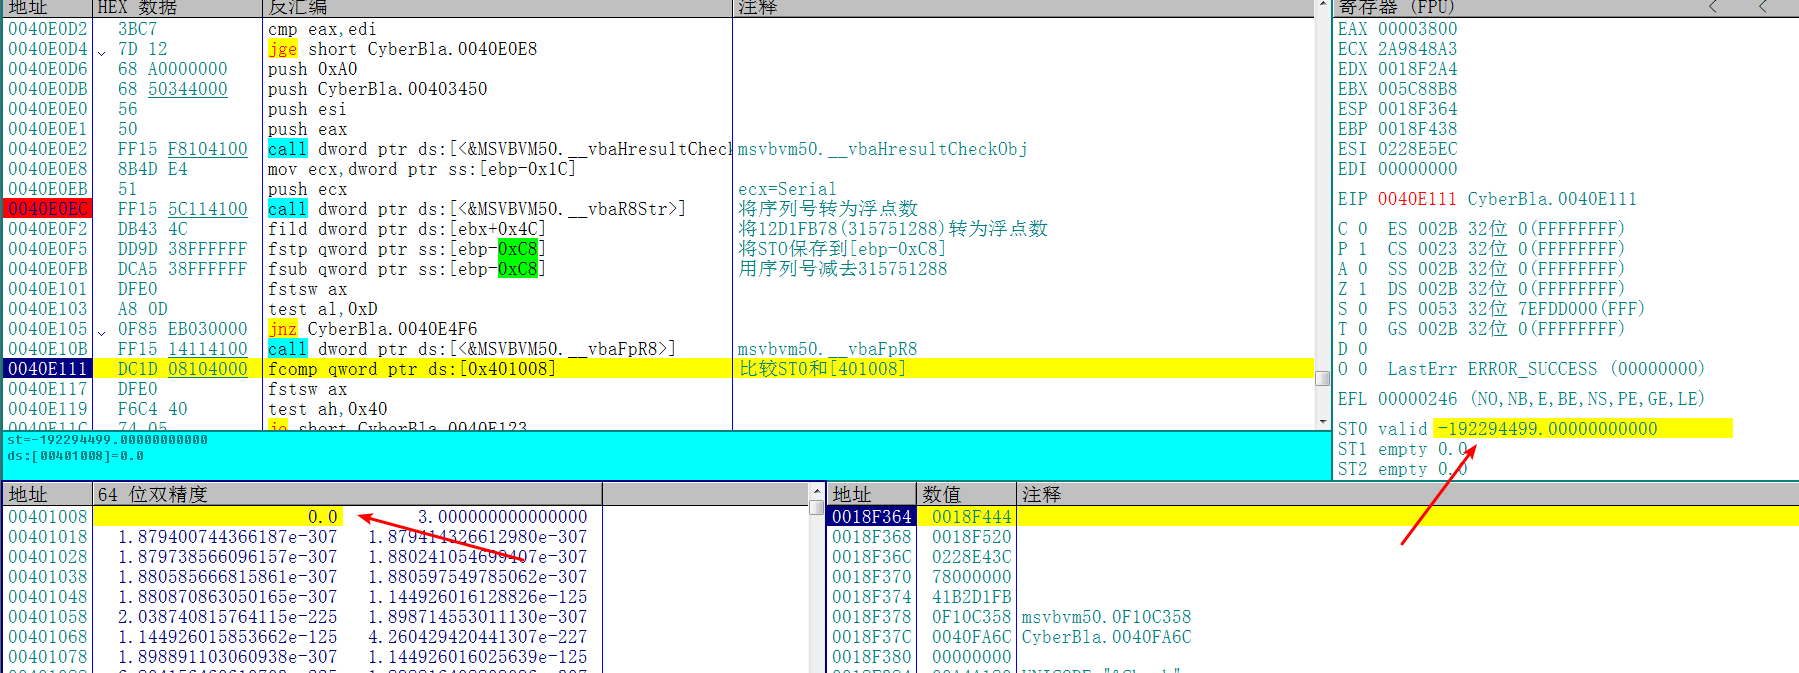 地址 HEX 数据 反汇编 注释
0040E0D2 3BC7 cmp eax,edi
0040E0D4 7D 12 jge short CyberBla.0040E0E8
0040E0D6 68 A0000000 push 0xA0
0040E0DB 68 50344000 push CyberBla.00403450
0040E0E0 56 push esi
0040E0E1 50 push eax
0040E0E2 FF15 F8104100 call dword ptr ds:[<&MSVBVM50.__vbaHresultCheck msvbvm50.__vbaHresultCheckObj
0040E0E8 8B4D E4 mov ecx,dword ptr ss:[ebp-0x1C]
0040E0EB 51 push ecx ecx=Serial
0040E0EC FF15 5C114100 call dword ptr ds:[<&MSVBVM50.__vbaR8Str>] 将序列号转为浮点数
0040E0F2 DB43 4C fild dword ptr ds:[ebx+0x4C] 将12D1FB78(315751288)转为浮点数
0040E0F5 DD9D 38FFFFFF fstp qword ptr ss:[ebp-0xC8] 将ST0保存到[ebp-0xC8]
0040E0FB DCA5 38FFFFFF fsub qword ptr ss:[ebp-0xC8] 用序列号减去315751288
0040E101 DFE0 fstsw ax
0040E103 A8 0D test al,0xD
0040E105 0F85 EB030000 jnz CyberBla.0040E4F6
0040E10B FF15 14114100 call dword ptr ds:[<&MSVBVM50.__vbaFpR8>] msvbvm50.__vbaFpR8
0040E111 DC1D 08104000 fcomp qword ptr ds:[0x401008] 比较ST0和[401008]
0040E117 DFE0 fstsw ax
0040E119 F6C4 40 test ah,0x40
0040E11C 74 05 je short CyberBla.0040E123
st=-192294499.00000000000
ds:[00401008]=0.0
寄存器 (FPU) < <
EAX 00003800
ECX 2A9848A3
EDX 0018F2A4
EBX 005C88B8
ESP 0018F364
EBP 0018F438
ESI 0228E5EC
EDI 00000000
EIP 0040E111 CyberBla.0040E111
C 0 ES 002B 32位 0(FFFFFFFF)
P 1 CS 0023 32位 0(FFFFFFFF)
A 0 SS 002B 32位 0(FFFFFFFF)
Z 1 DS 002B 32位 0(FFFFFFFF)
S 0 FS 0053 32位 7EFDD000(FFF)
T 0 GS 002B 32位 0(FFFFFFFF)
D 0
O 0 LastErr ERROR_SUCCESS (00000000)
EFL 00000246 (NO,NB,E,BE,NS,PE,GE,LE)
ST0 valid -192294499.00000000000
ST1 empty 0.0
ST2 empty 0.0
地址 64 位双精度
00401008 0.0 3.000000000000000
00401018 1.879400744366187e-307 1.879414326612980e-307
00401028 1.879738566096157e-307 1.880241054699407e-307
00401038 1.880585666815861e-307 1.880597549785062e-307
00401048 1.880870863050165e-307 1.144926016128826e-125
00401058 2.038740815764115e-225 1.898714553011130e-307
00401068 1.144926015853662e-125 4.260429420441307e-227
00401078 1.898891103060938e-307 1.144926016025639e-125
地址 数值 注释
0018F364 0018F444
0018F368 0018F520
0018F36C 0228E43C
0018F370 78000000
0018F374 41B2D1FB
0018F378 0F10C358 msvbvm50.0F10C358
0018F37C 0040FA6C CyberBla.0040FA6C
0018F380 00000000